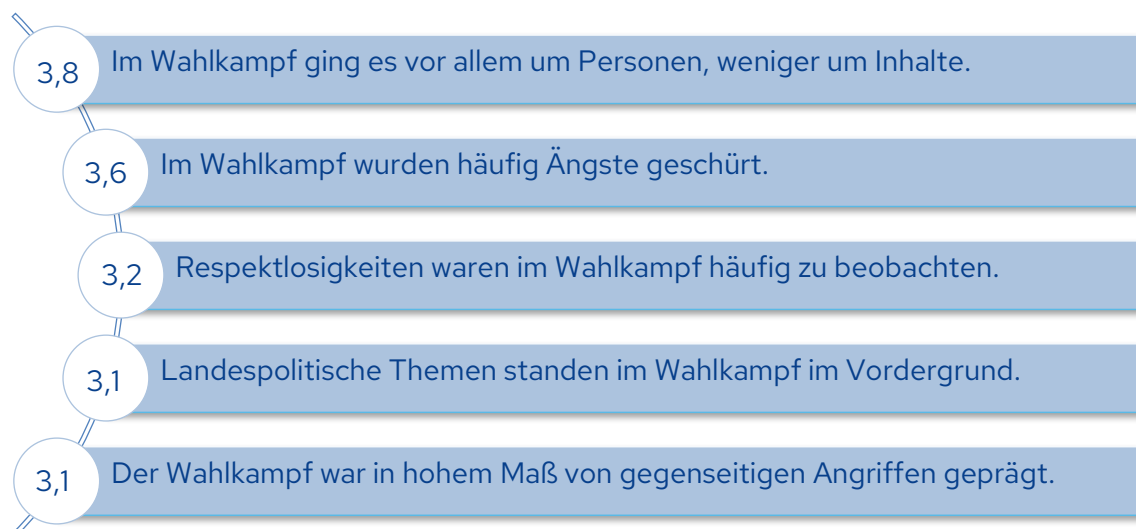 3,8 Im Wahlkampf ging es vor allem um Personen, weniger um Inhalte.
3,6 Im Wahlkampf wurden häufig Ängste geschürt.
3,2 Respektlosigkeiten waren im Wahlkampf häufig zu beobachten.
3,1 Landespolitische Themen standen im Wahlkampf im Vordergrund.
3,1 Der Wahlkampf war in hohem Maß von gegenseitigen Angriffen geprägt.